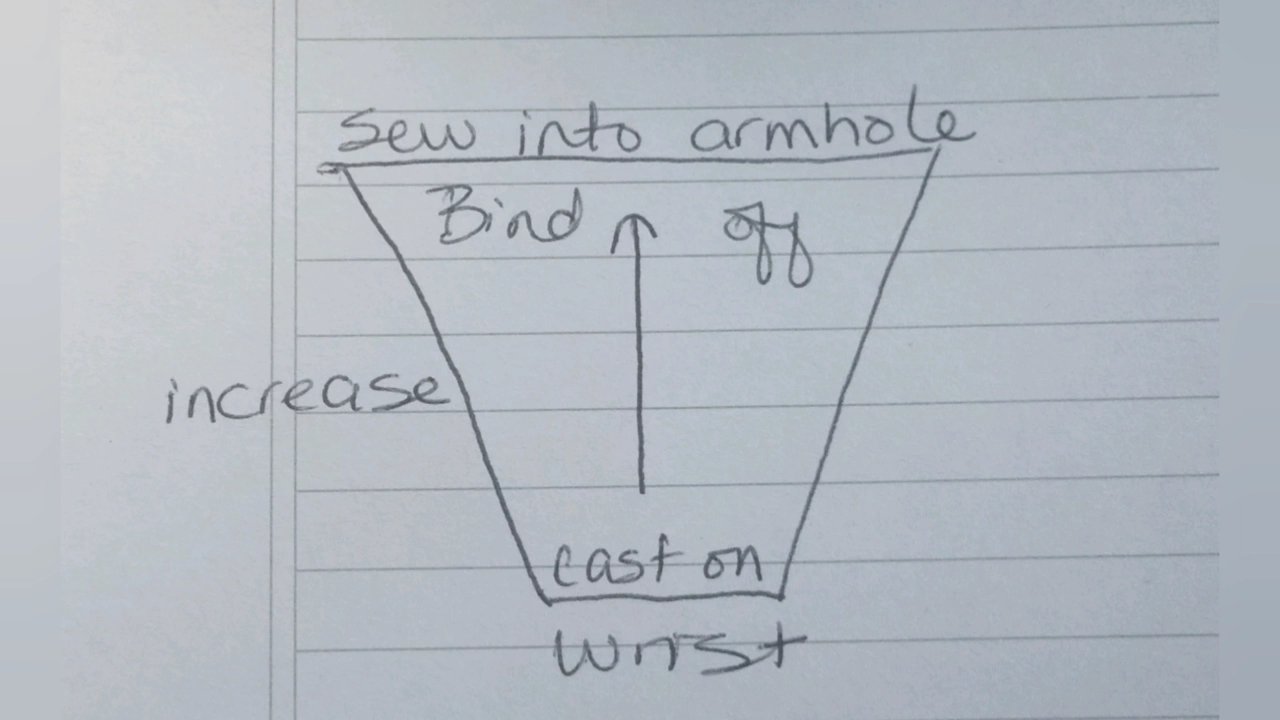 sew into armhole
Bind off
increase
cast on
wrist